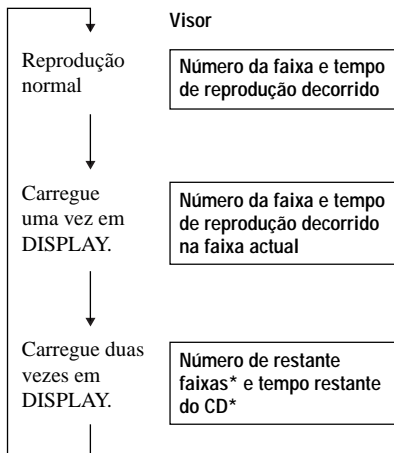 Visor
Reprodução
normal
Número da faixa e tempo
de reprodução decorrido
Carregue
uma vez em
DISPLAY.
Número da faixa e tempo
de reprodução decorrido
na faixa actual
Carregue duas
vezes em
DISPLAY.
Número de restante
faixas* e tempo restante
do CD*